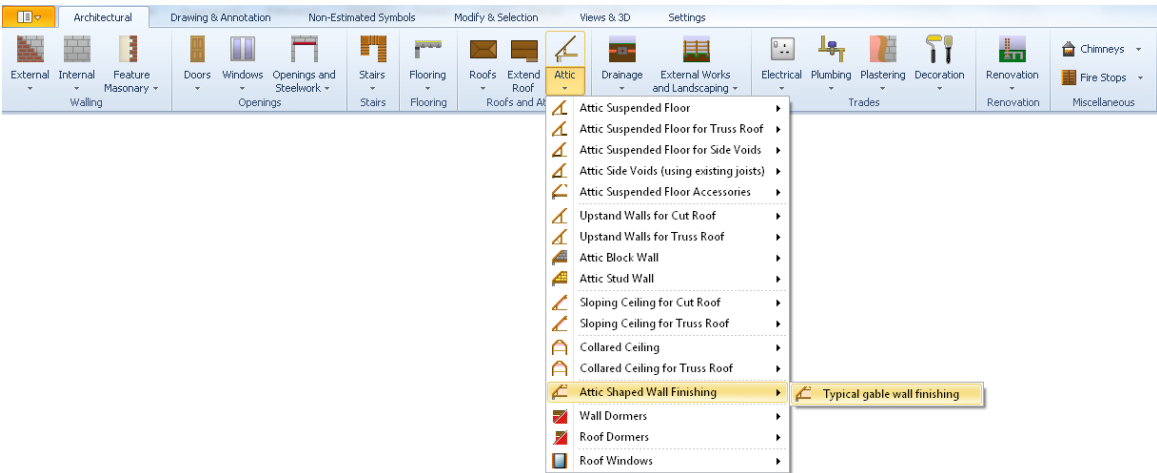 Architectural Drawing & Annotation Non-Estimated Symbols Modify & Selection Views & 3D Settings
External Internal Feature Masonary Doors Windows Openings and Steelwork Stairs Flooring Roofs Extend Roof Attic Drainage External Works and Landscaping Electrical Plumbing Plastering Decoration Renovation Chimneys
Fire Stops
Walling Openings Stairs Flooring Roofs and At Trades Renovation Miscellaneous
Attic Suspended Floor
Attic Suspended Floor for Truss Roof
Attic Suspended Floor for Side Voids
Attic Side Voids (using existing joists)
Attic Suspended Floor Accessories
Upstand Walls for Cut Roof
Upstand Walls for Truss Roof
Attic Block Wall
Attic Stud Wall
Sloping Ceiling for Cut Roof
Sloping Ceiling for Truss Roof
Collared Ceiling
Collared Ceiling for Truss Roof
Attic Shaped Wall Finishing Typical gable wall finishing
Wall Dormers
Roof Dormers
Roof Windows